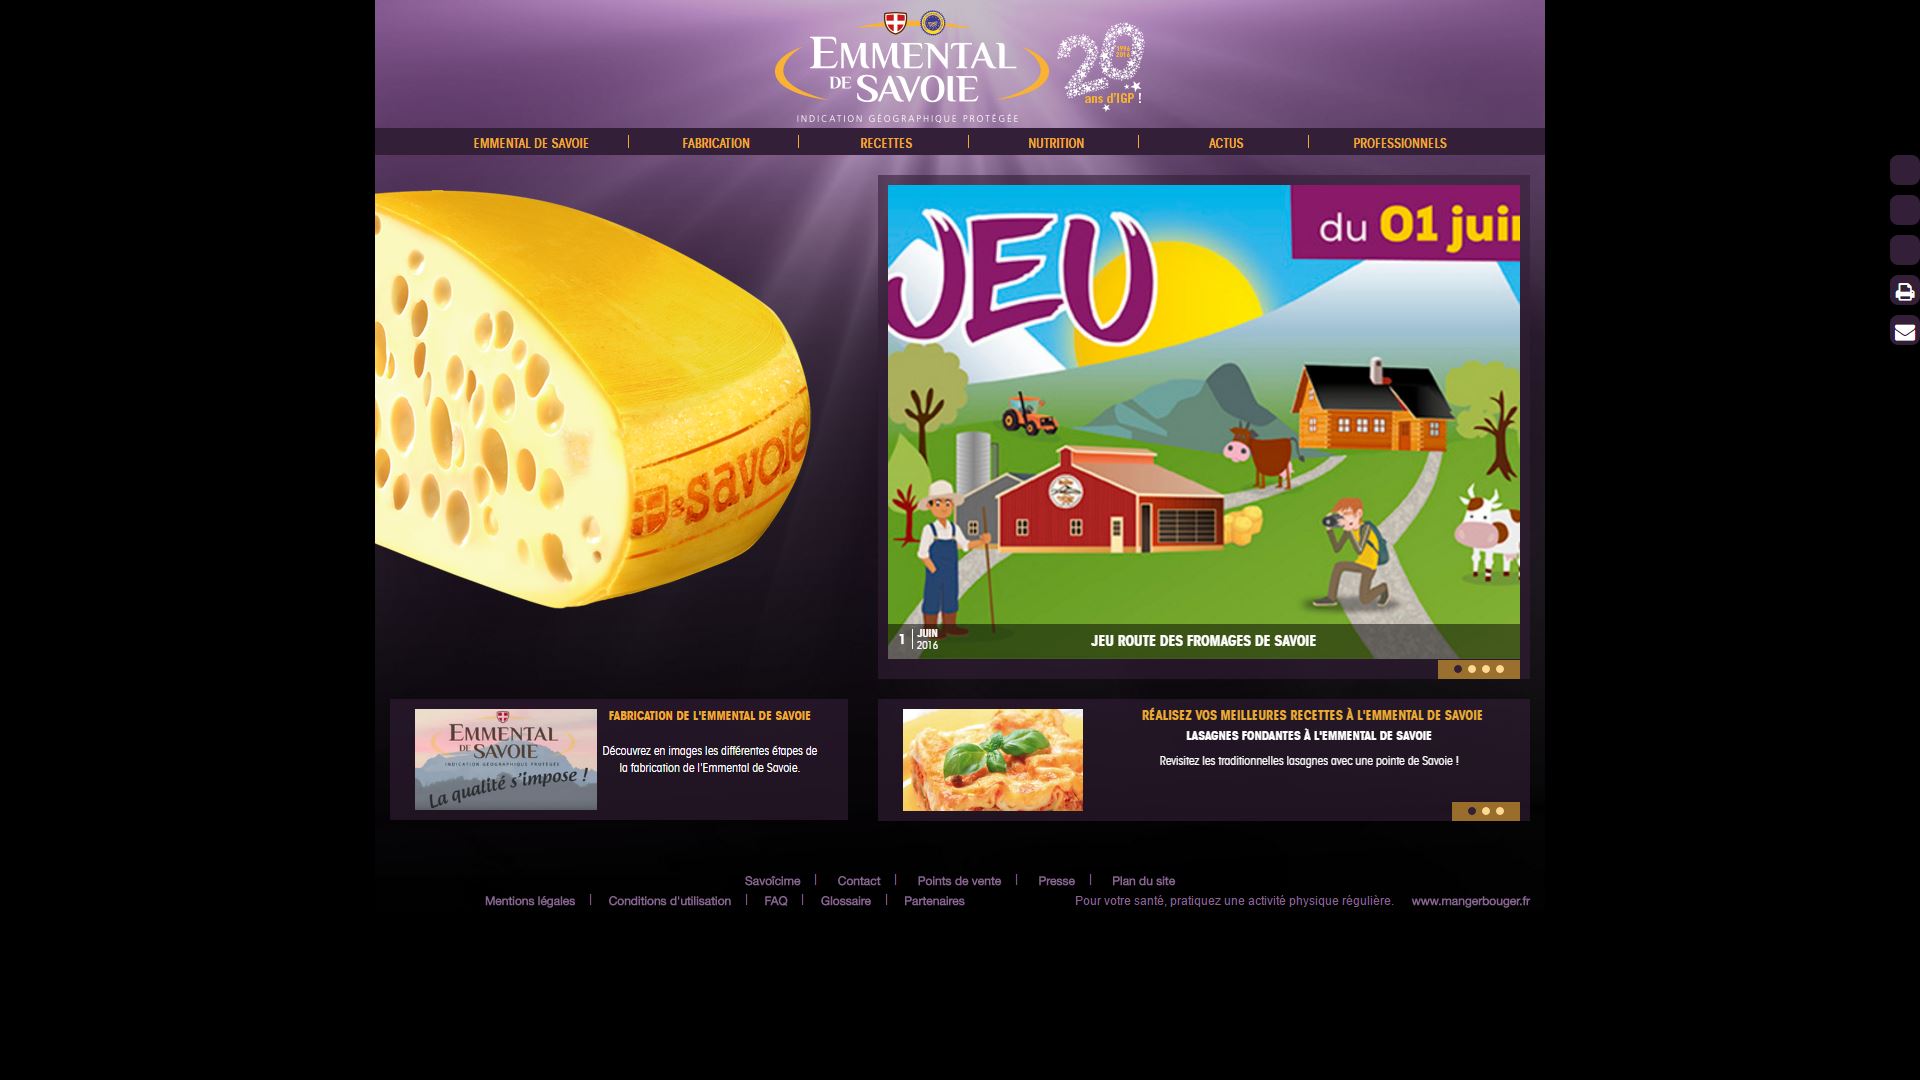 EMMENTAL
DE SAVOIE
INDICATION GÉOGRAPHIQUE PROTÉGÉE
20
1996
2016
ans d'IGP !
EMMENTAL DE SAVOIE
FABRICATION
RECETTES
NUTRITION
ACTUS
PROFESSIONNELS
savoie
JEU
du 01 juin
1 JUIN
2016
JEU ROUTE DES FROMAGES DE SAVOIE
EMMENTAL
DE SAVOIE
INDICATION GÉOGRAPHIQUE PROTÉGÉE
La qualité s'impose !
FABRICATION DE L'EMMENTAL DE SAVOIE
Découvrez en images les différentes étapes de
la fabrication de l'Emmental de Savoie.
RÉALISEZ VOS MEILLEURES RECETTES À L'EMMENTAL DE SAVOIE
LASAGNES FONDANTES À L'EMMENTAL DE SAVOIE
Revisitez les traditionnelles lasagnes avec une pointe de Savoie !
Savoîcime
Contact
Points de vente
Presse
Plan du site
Mentions légales
Conditions d'utilisation
FAQ
Glossaire
Partenaires
Pour votre santé, pratiquez une activité physique régulière.
www.mangerbouger.fr